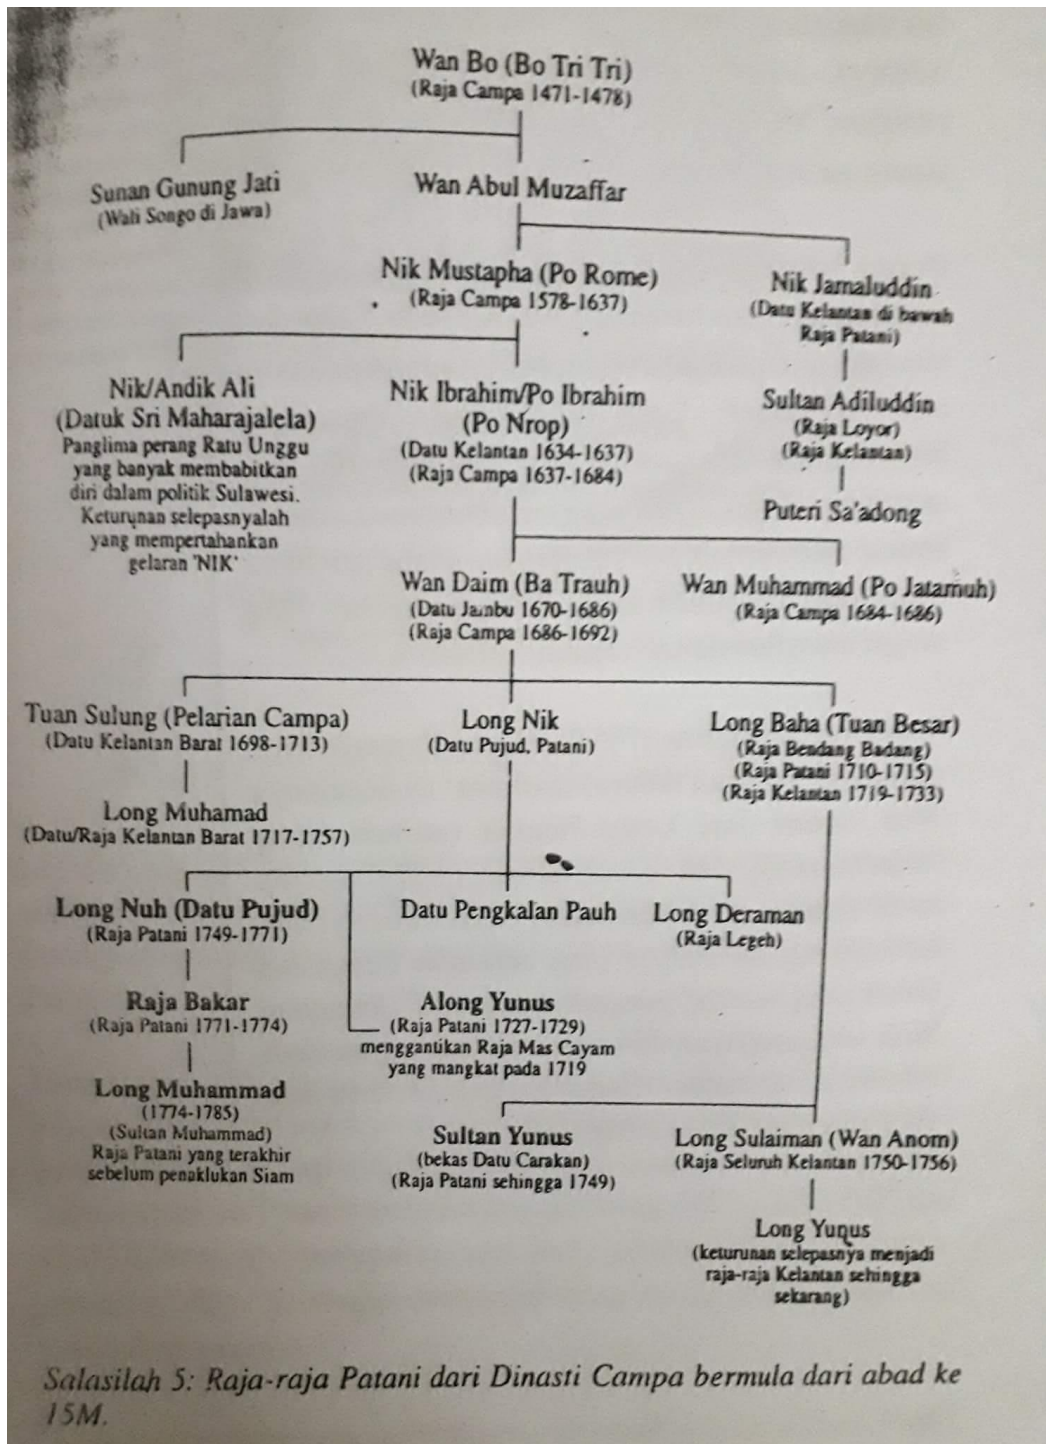 Wan Bo (Bo Tri Tri)
(Raja Campa 1471-1478)
Sunan Gunung Jati
(Wali Songo di Jawa)
Wan Abul Muzaffar
Nik Mustapha (Po Rome)
(Raja Campa 1578-1637)
Nik Jamaluddin
(Datu Kelantan di bawah
Raja Patani)
Nik/Andik Ali
(Datuk Sri Maharajalela)
Panglima perang Ratu Unggu
yang banyak membabitkan
diri dalam politik Sulawesi.
Keturunan selepasnyalah
yang mempertahankan
gelaran 'NIK'
Nik Ibrahim/Po Ibrahim
(Po Nrop)
(Datu Kelantan 1634-1637)
(Raja Campa 1637-1684)
Sultan Adiluddin
(Raja Loyor)
(Raja Kelantan)
Puteri Sa'adong
Wan Daim (Ba Trauh)
(Datu Jambu 1670-1686)
(Raja Campa 1686-1692)
Wan Muhammad (Po Jatamuh)
(Raja Campa 1684-1686)
Tuan Sulung (Pelarian Campa)
(Datu Kelantan Barat 1698-1713)
Long Nik
(Datu Pujud, Patani)
Long Baha (Tuan Besar)
(Raja Bendang Badang)
(Raja Patani 1710-1715)
(Raja Kelantan 1719-1733)
Long Muhamad
(Datu/Raja Kelantan Barat 1717-1757)
Long Nuh (Datu Pujud)
(Raja Patani 1749-1771)
Datu Pengkalan Pauh
Long Deraman
(Raja Legeh)
Raja Bakar
(Raja Patani 1771-1774)
Along Yunus
(Raja Patani 1727-1729)
menggantikan Raja Mas Cayam
yang mangkat pada 1719
Long Muhammad
(1774-1785)
(Sultan Muhammad)
Raja Patani yang terakhir
sebelum penaklukan Siam
Sultan Yunus
(bekas Datu Carakan)
(Raja Patani sehingga 1749)
Long Sulaiman (Wan Anom)
(Raja Seluruh Kelantan 1750-1756)
Long Yunus
(keturunan selepasnya menjadi
raja-raja Kelantan sehingga
sekarang)
Salasilah 5: Raja-raja Patani dari Dinasti Campa bermula dari abad ke
15M.